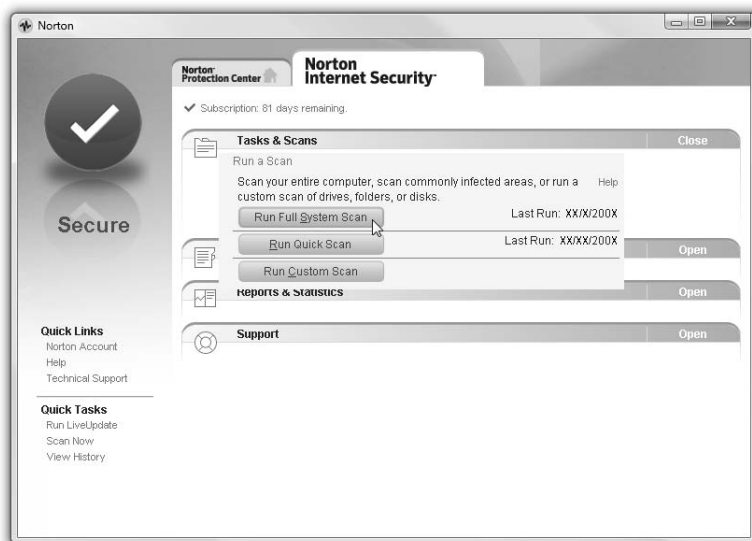 Norton
Norton
Protection Center
Norton
Internet Security
Subscription: 81 days remaining.
Tasks & Scans Close
Run a Scan
Scan your entire computer, scan commonly infected areas, or run a Help
custom scan of drives, folders, or disks.
Run Full System Scan Last Run: XX/X/200X
Run Quick Scan Last Run: XX/XX/200X
Open
Run Custom Scan
Reports & Statistics Open
Support Open
Secure
Quick Links
Norton Account
Help
Technical Support
Quick Tasks
Run LiveUpdate
Scan Now
View History